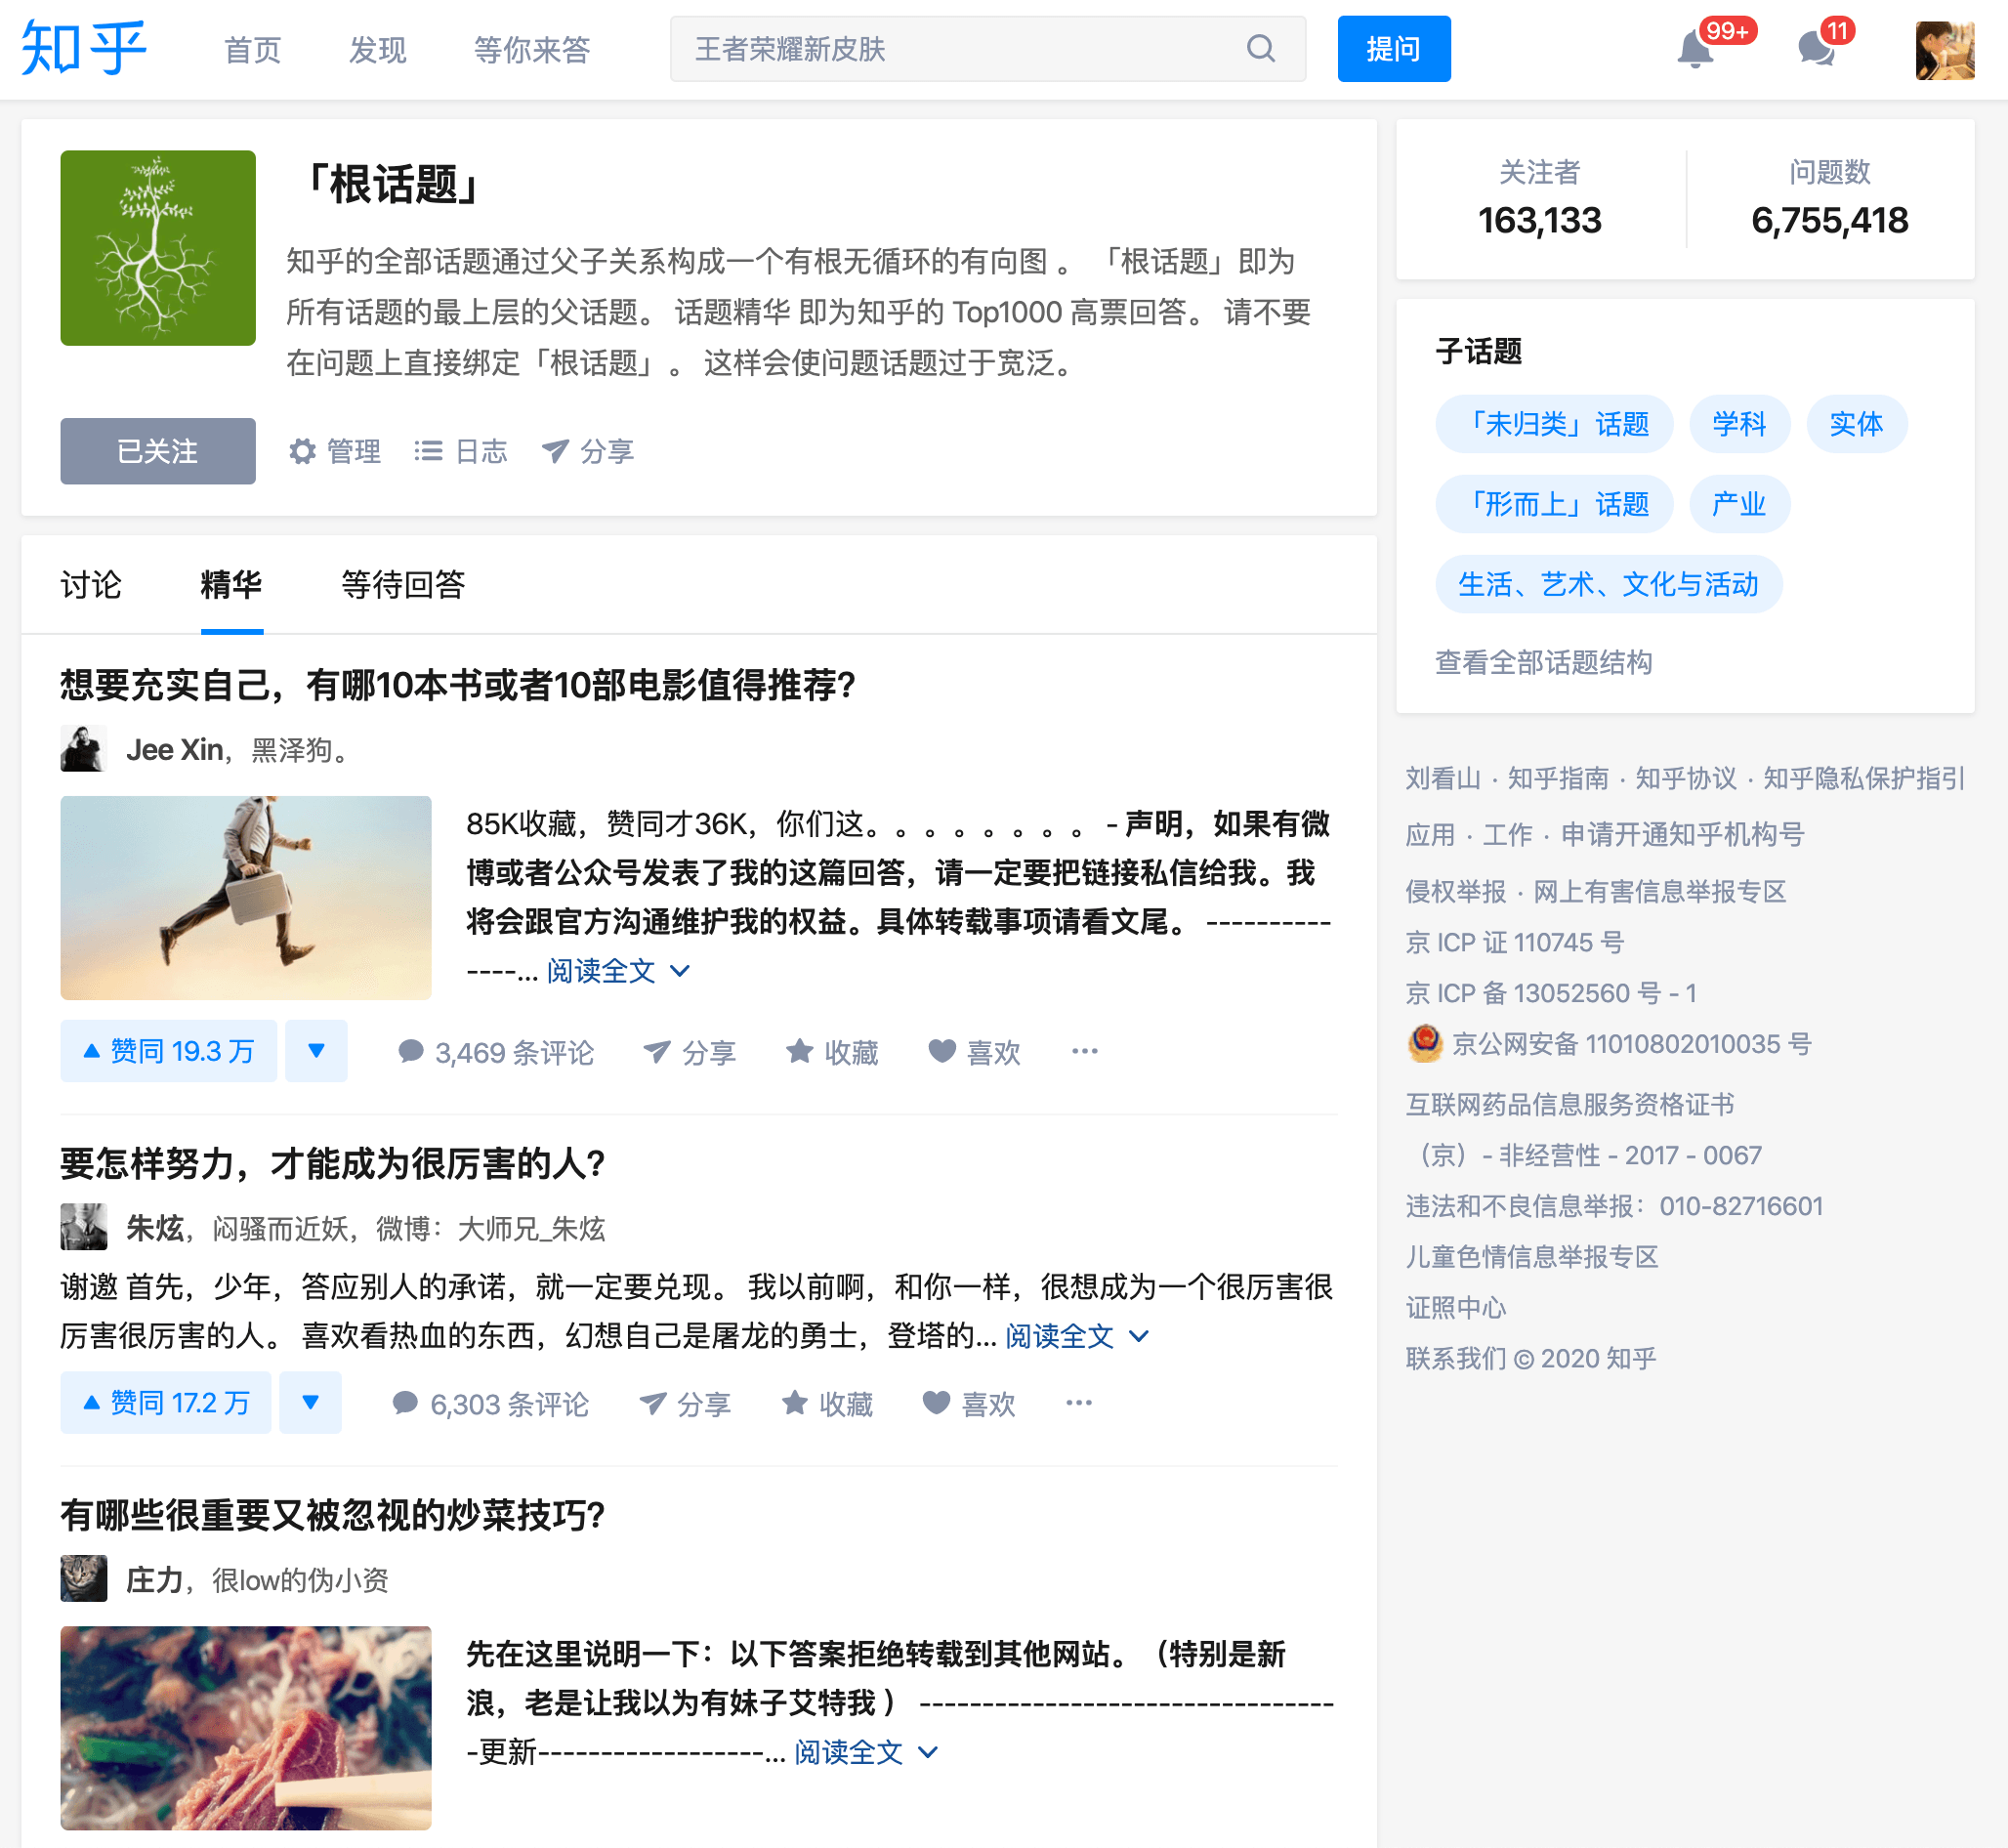 知乎 首页 发现 等你来答 王者荣耀新皮肤 提问 99+ 11
「根话题」
知乎的全部话题通过父子关系构成一个有根无循环的有向图 。 「根话题」即为
所有话题的最上层的父话题。 话题精华 即为知乎的 Top1000 高票回答。 请不要
在问题上直接绑定「根话题」 。 这样会使问题话题过于宽泛。
已关注 管理 日志 分享
讨论 精华 等待回答
想要充实自己，有哪10本书或者10部电影值得推荐?
Jee Xin，黑泽狗。
85K收藏，赞同才36K，你们这。。。。。。。。 - 声明，如果有微
博或者公众号发表了我的这篇回答，请一定要把链接私信给我。我
将会跟官方沟通维护我的权益。具体转载事项请看文尾。 ----------
----... 阅读全文
赞同 19.3 万 3,469 条评论 分享 收藏 喜欢 ···
要怎样努力，才能成为很厉害的人?
朱炫，闷骚而近妖，微博：大师兄_朱炫
谢邀 首先，少年，答应别人的承诺，就一定要兑现。 我以前啊，和你一样，很想成为一个很厉害很
厉害很厉害的人。 喜欢看热血的东西，幻想自己是屠龙的勇士，登塔的... 阅读全文
赞同 17.2 万 6,303 条评论 分享 收藏 喜欢 ···
有哪些很重要又被忽视的炒菜技巧?
庄力，很low的伪小资
先在这里说明一下：以下答案拒绝转载到其他网站。（特别是新
浪，老是让我以为有妹子艾特我 ） ---------------------------------
-更新------------------... 阅读全文
关注者 问题数
163,133 6,755,418
子话题
「未归类」话题 学科 实体
「形而上」话题 产业
生活、艺术、文化与活动
查看全部话题结构
刘看山 · 知乎指南 · 知乎协议 · 知乎隐私保护指引
应用 · 工作 · 申请开通知乎机构号
侵权举报 · 网上有害信息举报专区
京 ICP 证 110745 号
京 ICP 备 13052560 号 - 1
京公网安备 11010802010035 号
互联网药品信息服务资格证书
（京）- 非经营性 - 2017 - 0067
违法和不良信息举报：010-82716601
儿童色情信息举报专区
证照中心
联系我们 © 2020 知乎